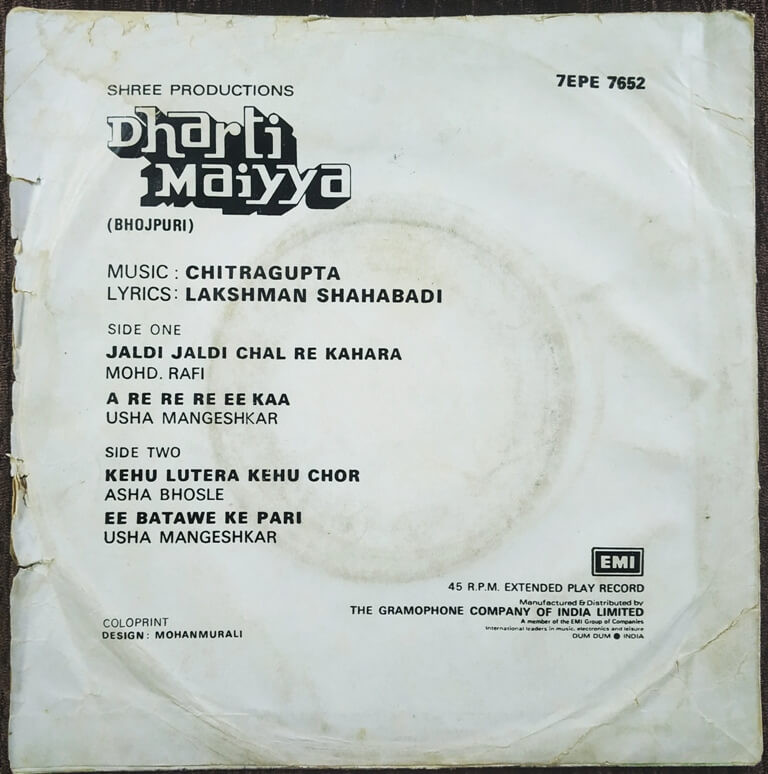 SHREE PRODUCTIONS
7EPE 7652
Dharti
Maiyya
(BHOJPURI)
MUSIC : CHITRAGUPTA
LYRICS: LAKSHMAN SHAHABADI
SIDE ONE
JALDI JALDI CHAL RE KAHARA
MOHD. RAFI
A RE RE RE EE KAA
USHA MANGESHKAR
SIDE TWO
KEHU LUTERA KEHU CHOR
ASHA BHOSLE
EE BATAWE KE PARI
USHA MANGESHKAR
EMI
45 R.P.M. EXTENDED PLAY RECORD
Manufactured & Distributed by
THE GRAMOPHONE COMPANY OF INDIA LIMITED
A member of the EMI Group of Companies
International leaders in music, electronics and leisure
DUM DUM ● INDIA
COLOPRINT
DESIGN : MOHANMURALI